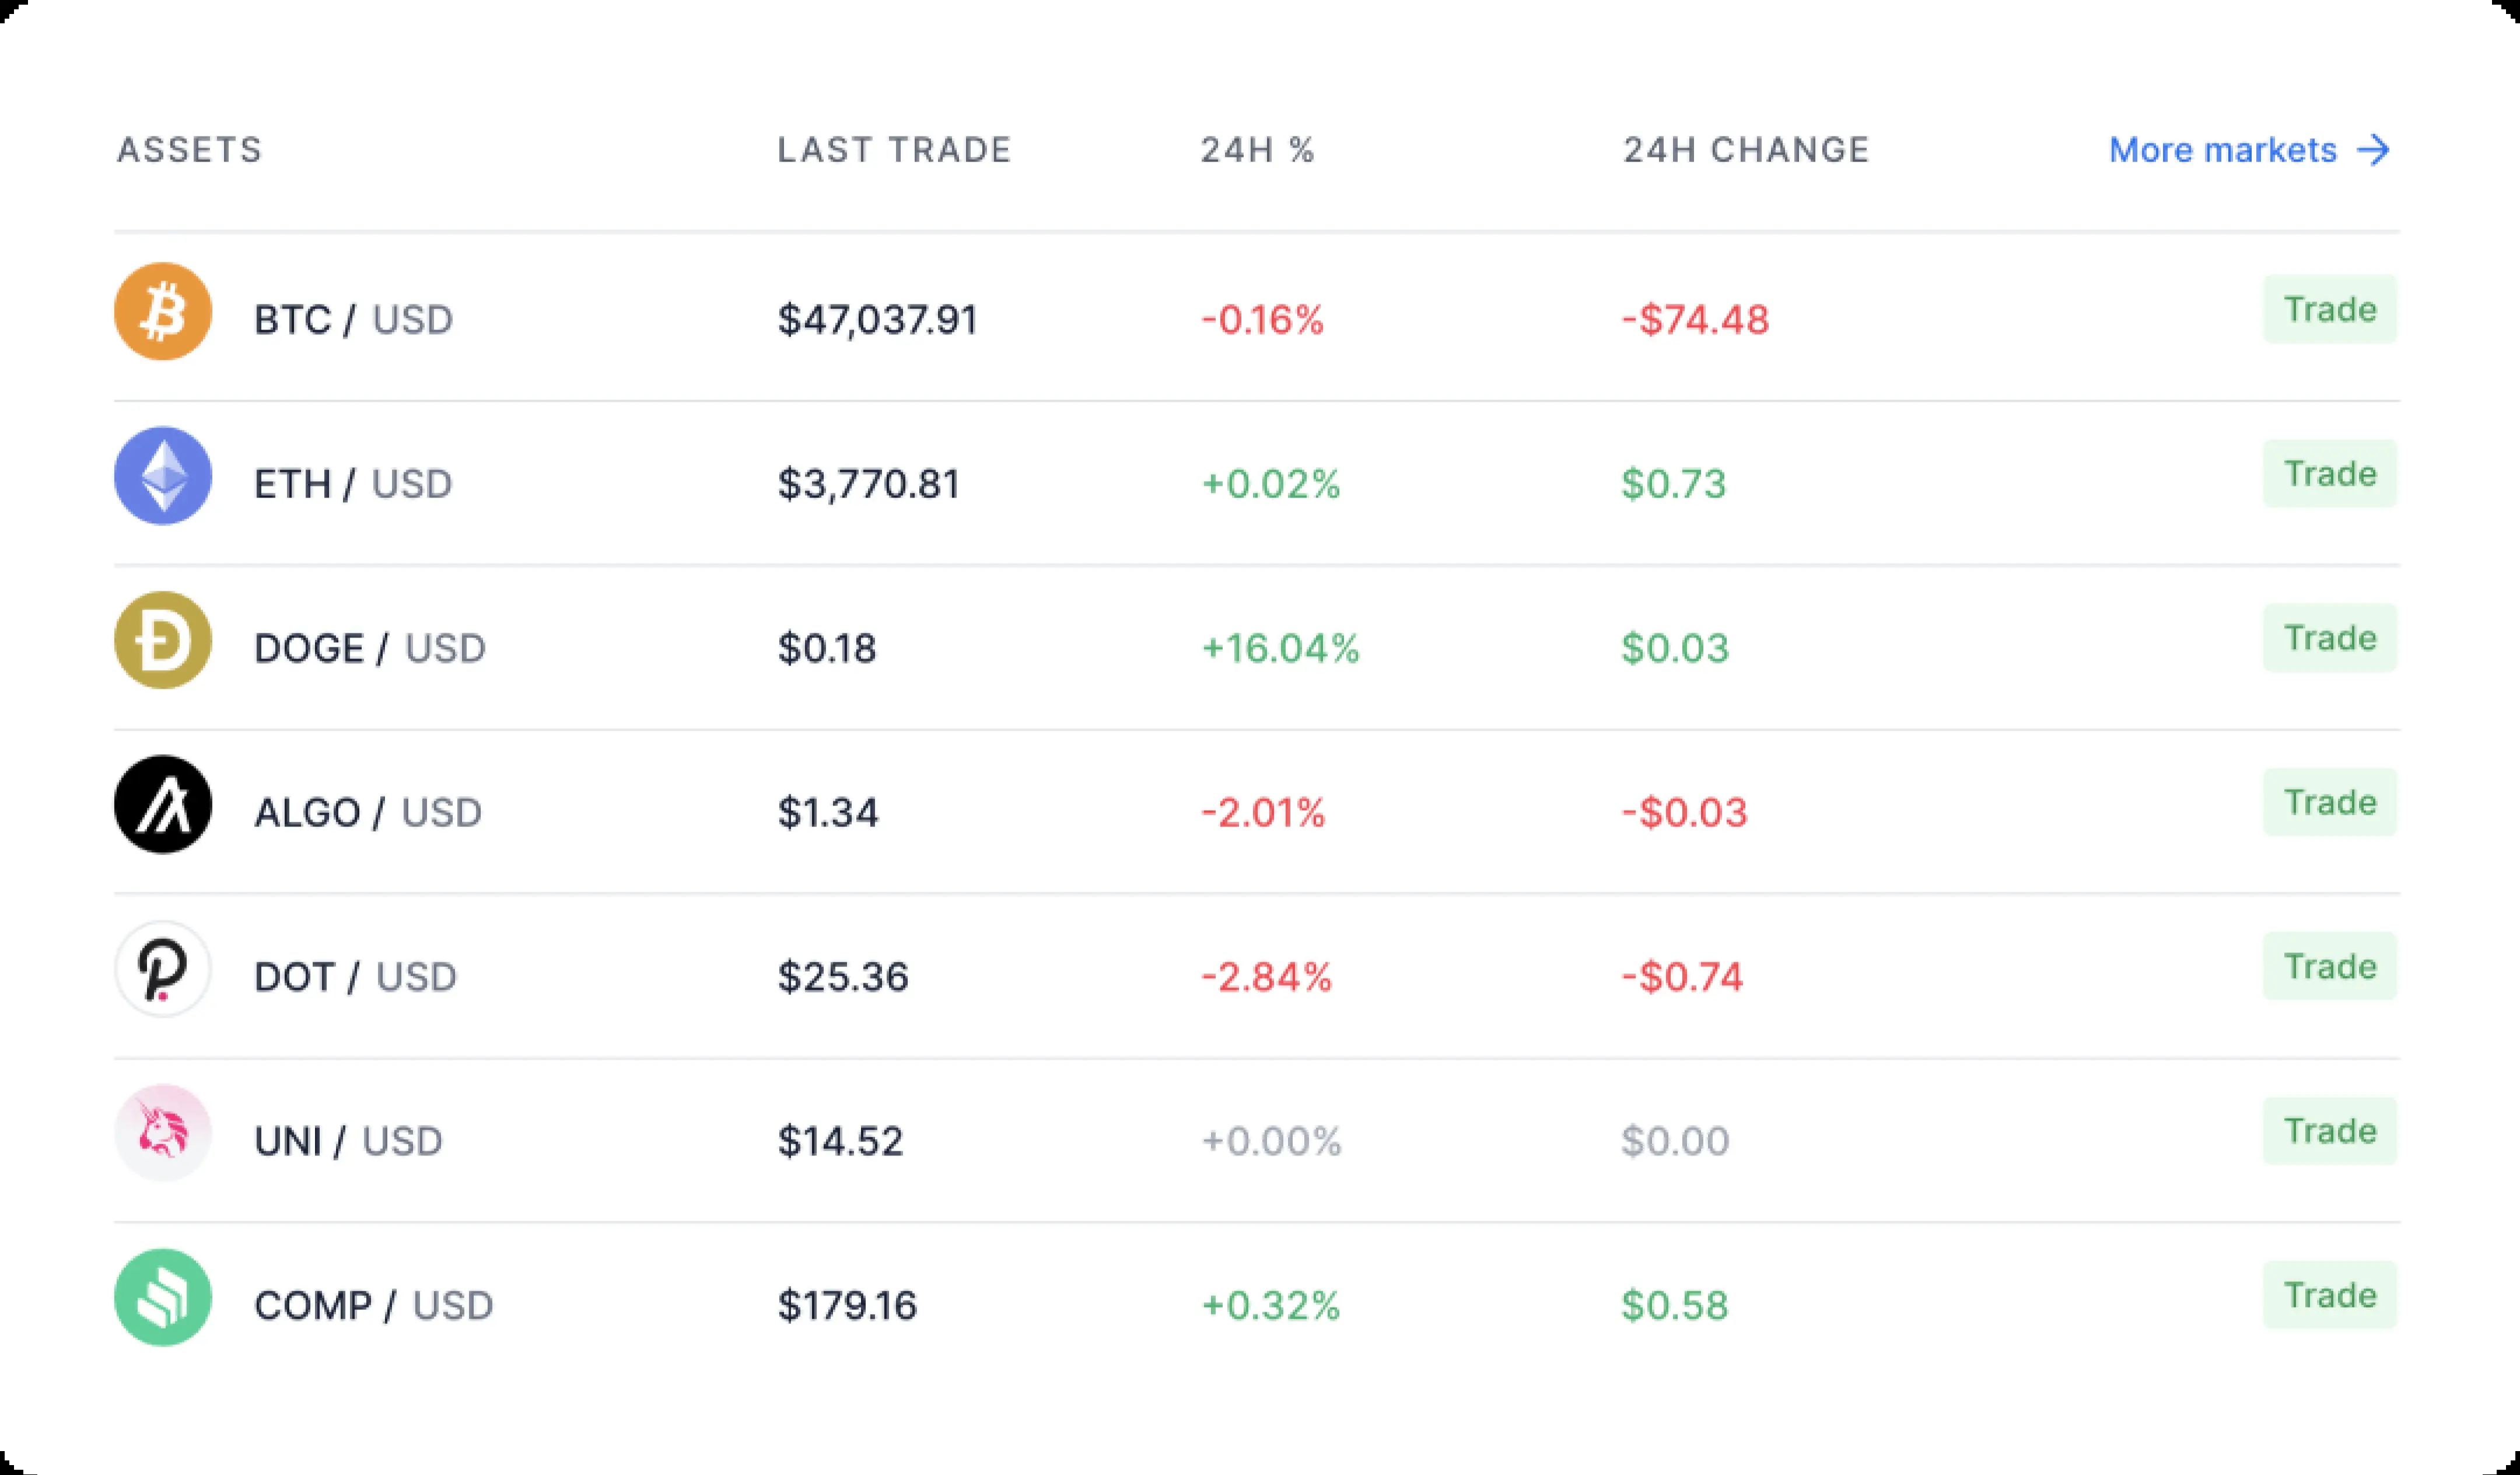 ASSETS LAST TRADE 24H % 24H CHANGE More markets →
BTC / USD $47,037.91 -0.16% -$74.48 Trade
ETH / USD $3,770.81 +0.02% $0.73 Trade
DOGE / USD $0.18 +16.04% $0.03 Trade
ALGO / USD $1.34 -2.01% -$0.03 Trade
DOT / USD $25.36 -2.84% -$0.74 Trade
UNI / USD $14.52 +0.00% $0.00 Trade
COMP / USD $179.16 +0.32% $0.58 Trade